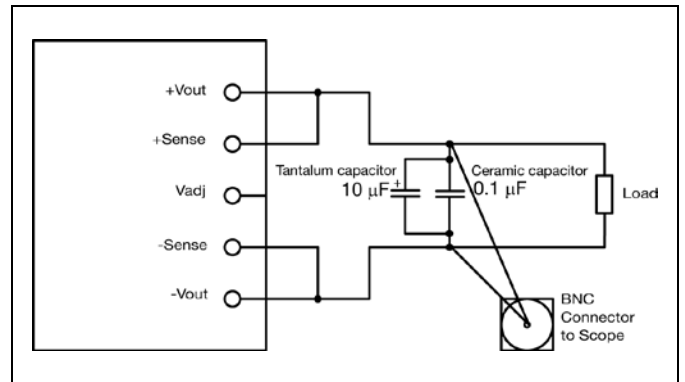 +Vout
+Sense
Vadj
-Sense
-Vout
Tantalum capacitor
10 µF+
Ceramic capacitor
0.1 µF
Load
BNC
Connector
to Scope